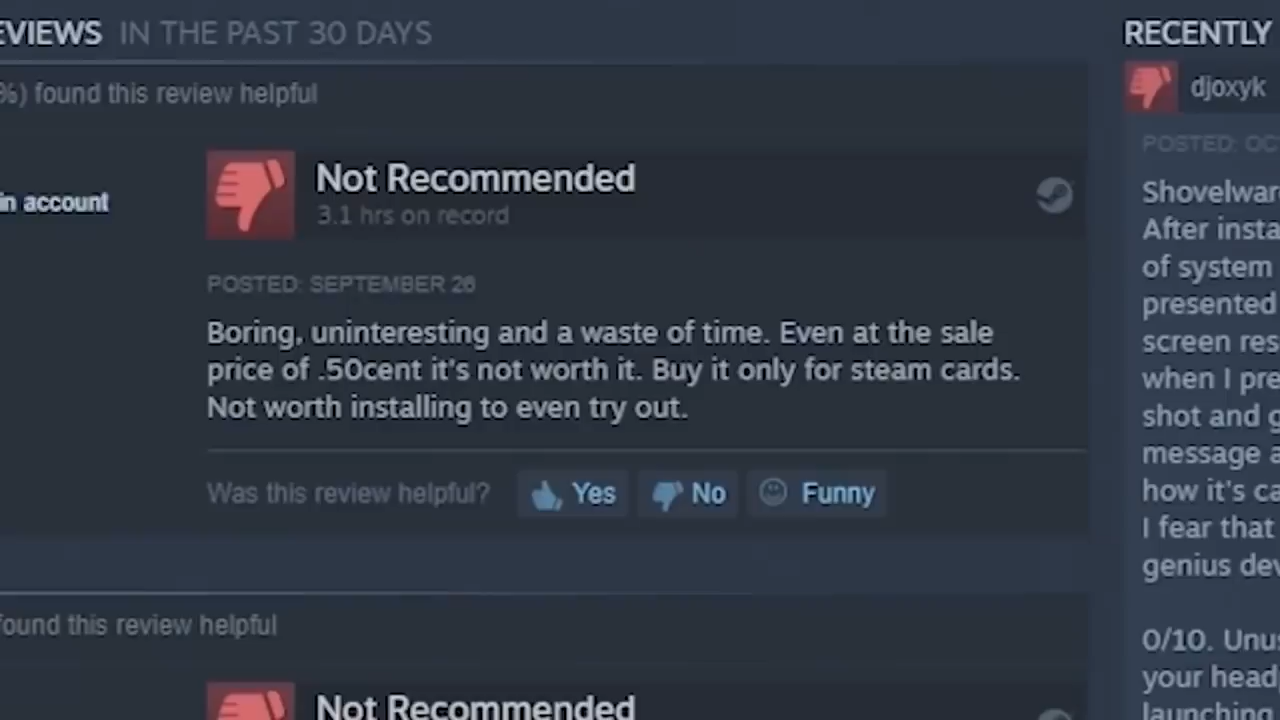 EVIEWS IN THE PAST 30 DAYS
%) found this review helpful
in account
Not Recommended
3.1 hrs on record
POSTED: SEPTEMBER 26
Boring, uninteresting and a waste of time. Even at the sale
price of .50cent it's not worth it. Buy it only for steam cards.
Not worth installing to even try out.
Was this review helpful? Yes No Funny
found this review helpful
Not Recommended
RECENTLY
djoxyk
POSTED: OC
Shovelwar
After insta
of system
presented
screen res
when I pre
shot and g
message a
how it's ca
I fear that
genius dev
0/10. Unus
your head
launching